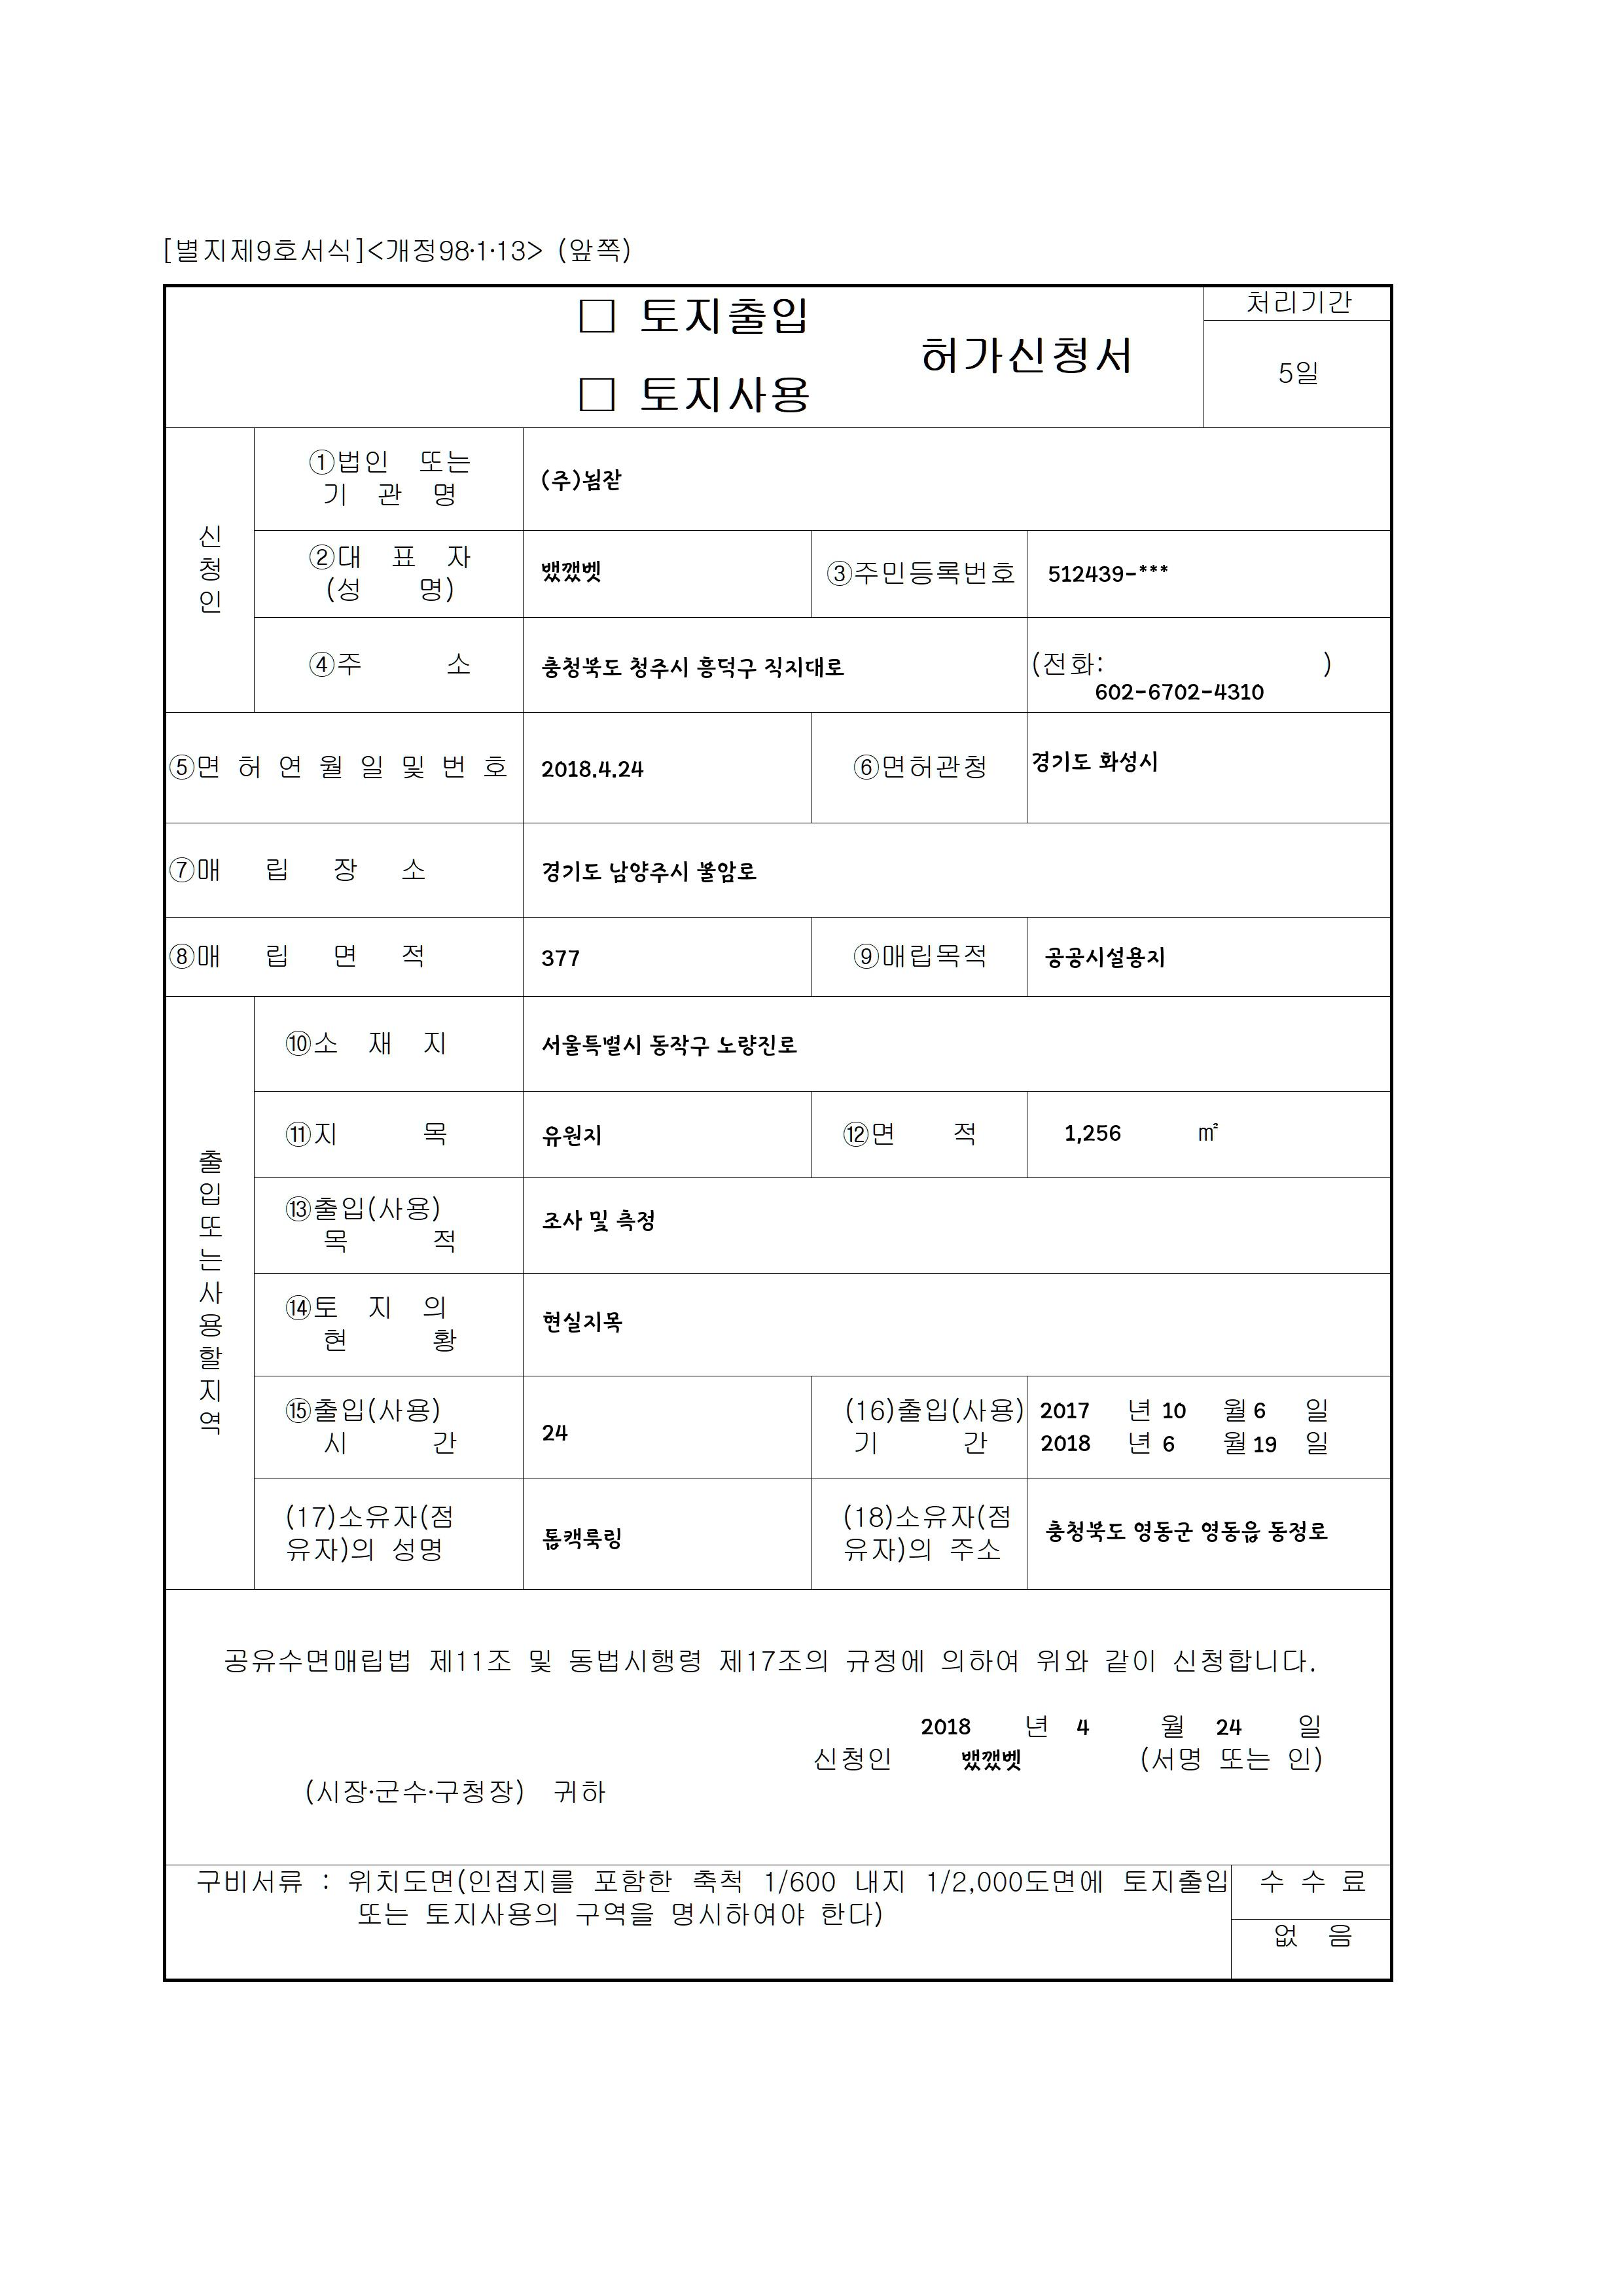 [별지제9호서식]<개정98·1·13> (앞쪽)
□ 토지출입
□ 토지사용
허가신청서
처리기간
5일
신청인
①법인 또는
기 관 명
(주)뇜잗
②대 표 자
(성 명)
뱄깼벳
③주민등록번호
512439-***
④주 소
충청북도 청주시 흥덕구 직지대로
(전화: )
602-6702-4310
⑤면 허 연 월 일 및 번 호
2018.4.24
⑥면허관청
경기도 화성시
⑦매 립 장 소
경기도 남양주시 불암로
⑧매 립 면 적
377
⑨매립목적
공공시설용지
출입또는사용할지역
⑩소 재 지
서울특별시 동작구 노량진로
⑪지 목
유원지
⑫면 적
1,256 ㎡
⑬출입(사용)
목 적
조사 및 측정
⑭토 지 의
현 황
현실지목
⑮출입(사용)
시 간
24
(16)출입(사용)
기 간
2017 년 10 월 6 일
2018 년 6 월 19 일
(17)소유자(점
유자)의 성명
톪캑룩링
(18)소유자(점
유자)의 주소
충청북도 영동군 영동읍 동정로
공유수면매립법 제11조 및 동법시행령 제17조의 규정에 의하여 위와 같이 신청합니다.
2018 년 4 월 24 일
신청인 뱄깼벳 (서명 또는 인)
(시장·군수·구청장) 귀하
구비서류 : 위치도면(인접지를 포함한 축척 1/600 내지 1/2,000도면에 토지출입
또는 토지사용의 구역을 명시하여야 한다)
수 수 료
없 음